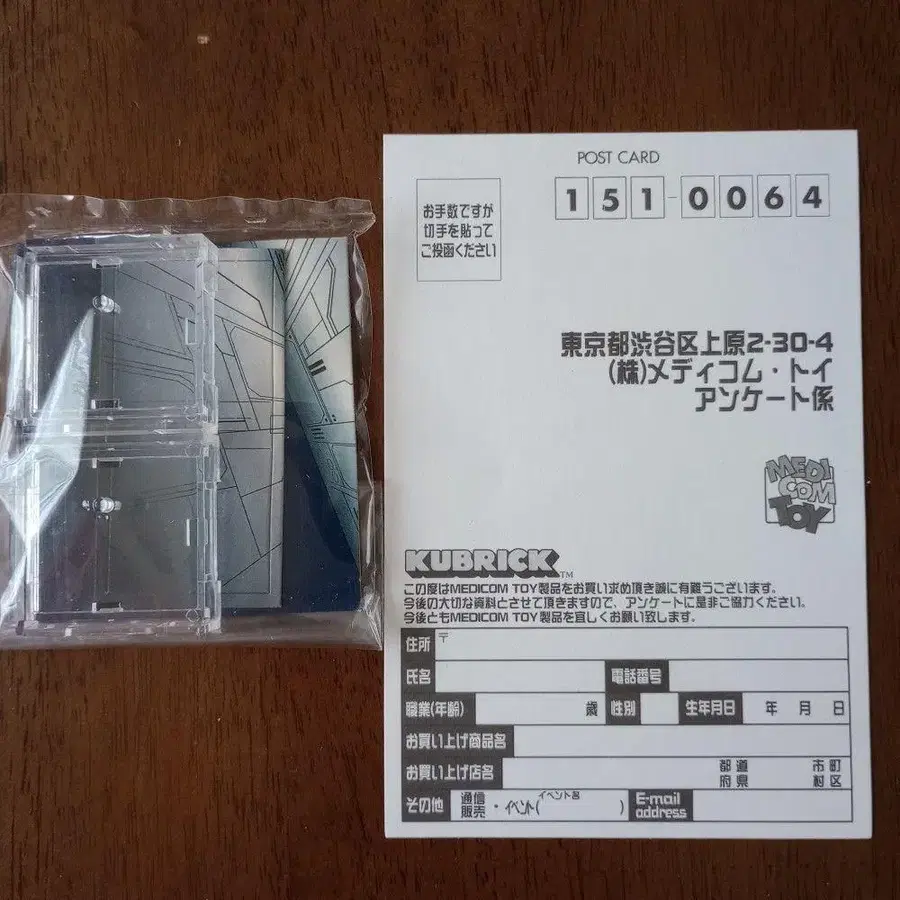 POST CARD
お手数ですが
切手を貼って
ご投函ください
151-0064
東京都渋谷区上原2-30-4
(株)メディコム・トイ
アンケート係
MEDI
COM
TOY
KUBRICK TM
この度はMEDICOM TOY製品をお買い求め頂き誠に有難うございます。
今後の大切な資料とさせて頂きますので、アンケートに是非ご協力ください。
今後ともMEDICOM TOY製品を宜しくお願い致します。
住所 〒
氏名 電話番号
職業(年齢) 歳 性別 生年月日 年 月 日
お買い上げ商品名
お買い上げ店名 都道 市町
府県 村区
その他 通信 ・イベント(イベント名 ) E-mail
販売 address